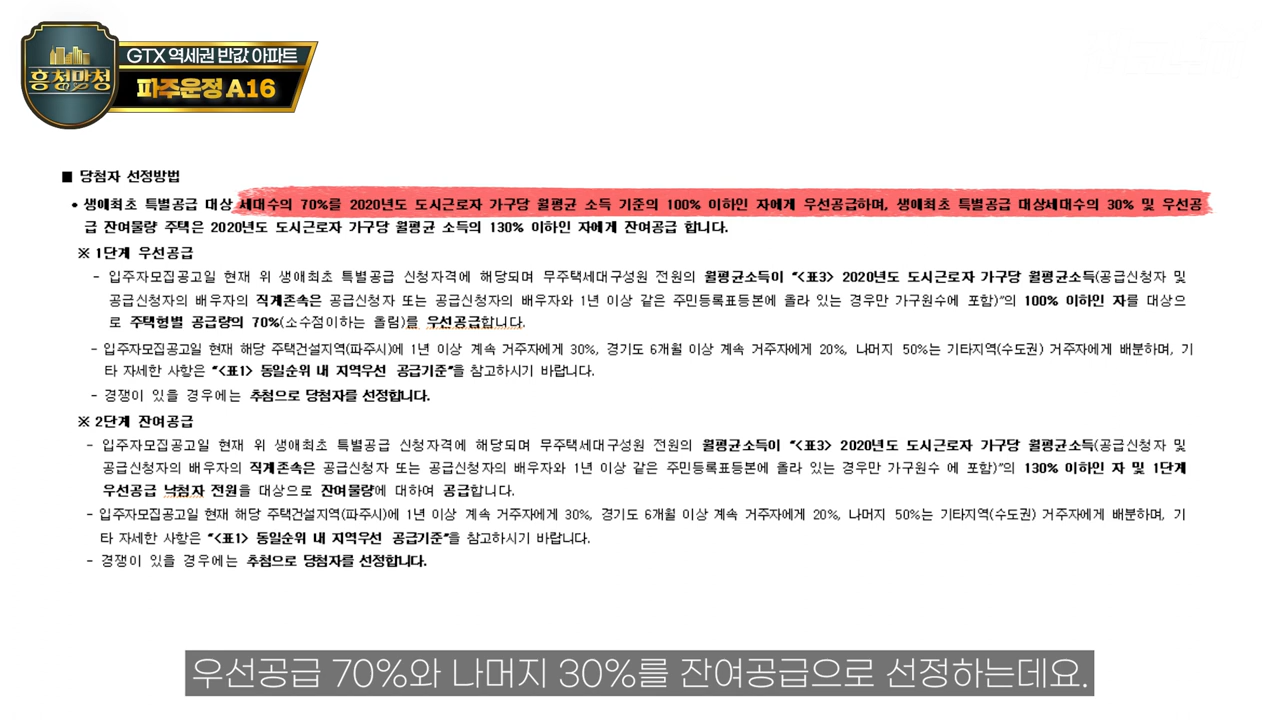 GTX 역세권 반값 아파트
흥청망청
파주운정 A16
■ 당첨자 선정방법
• 생애최초 특별공급 대상 세대수의 70%를 2020년도 도시근로자 가구당 월평균 소득 기준의 100% 이하인 자에게 우선공급하며, 생애최초 특별공급 대상세대수의 30% 및 우선공
급 잔여물량 주택은 2020년도 도시근로자 가구당 월평균 소득의 130% 이하인 자에게 잔여공급 합니다.
※ 1단계 우선공급
- 입주자모집공고일 현재 위 생애최초 특별공급 신청자격에 해당되며 무주택세대구성원 전원의 월평균소득이 "<표3> 2020년도 도시근로자 가구당 월평균소득(공급신청자 및
공급신청자의 배우자의 직계존속은 공급신청자 또는 공급신청자의 배우자와 1년 이상 같은 주민등록표등본에 올라 있는 경우만 가구원수에 포함)"의 100% 이하인 자를 대상으
로 주택형별 공급량의 70%(소수점이하는 올림)를 우선공급합니다.
- 입주자모집공고일 현재 해당 주택건설지역(파주시)에 1년 이상 계속 거주자에게 30%, 경기도 6개월 이상 계속 거주자에게 20%, 나머지 50%는 기타지역(수도권) 거주자에게 배분하며, 기
타 자세한 사항은 "<표1> 동일순위 내 지역우선 공급기준"을 참고하시기 바랍니다.
- 경쟁이 있을 경우에는 추첨으로 당첨자를 선정합니다.
※ 2단계 잔여공급
- 입주자모집공고일 현재 위 생애최초 특별공급 신청자격에 해당되며 무주택세대구성원 전원의 월평균소득이 "<표3> 2020년도 도시근로자 가구당 월평균소득(공급신청자 및
공급신청자의 배우자의 직계존속은 공급신청자 또는 공급신청자의 배우자와 1년 이상 같은 주민등록표등본에 올라 있는 경우만 가구원수 에 포함)"의 130% 이하인 자 및 1단계
우선공급 낙첨자 전원을 대상으로 잔여물량에 대하여 공급합니다.
- 입주자모집공고일 현재 해당 주택건설지역(파주시)에 1년 이상 계속 거주자에게 30%, 경기도 6개월 이상 계속 거주자에게 20%, 나머지 50%는 기타지역(수도권) 거주자에게 배분하며, 기
타 자세한 사항은 "<표1> 동일순위 내 지역우선 공급기준"을 참고하시기 바랍니다.
- 경쟁이 있을 경우에는 추첨으로 당첨자를 선정합니다.
우선공급 70%와 나머지 30%를 잔여공급으로 선정하는데요.